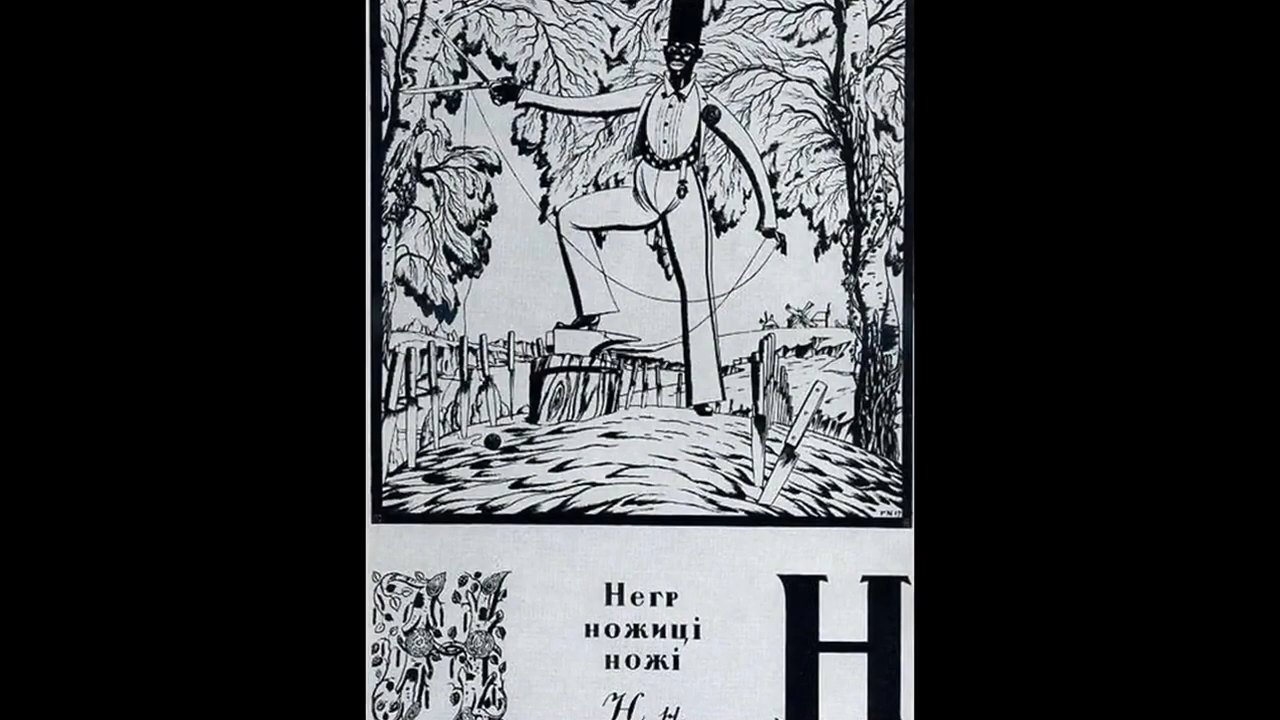 Негр
ножиці
ножі
Н н
Н